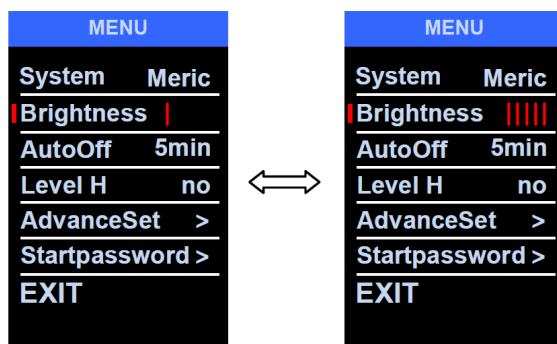 MENU
System Meric
Brightness |
AutoOff 5min
Level H no
AdvanceSet >
Startpassword >
EXIT
MENU
System Meric
Brightness |||||
AutoOff 5min
Level H no
AdvanceSet >
Startpassword >
EXIT